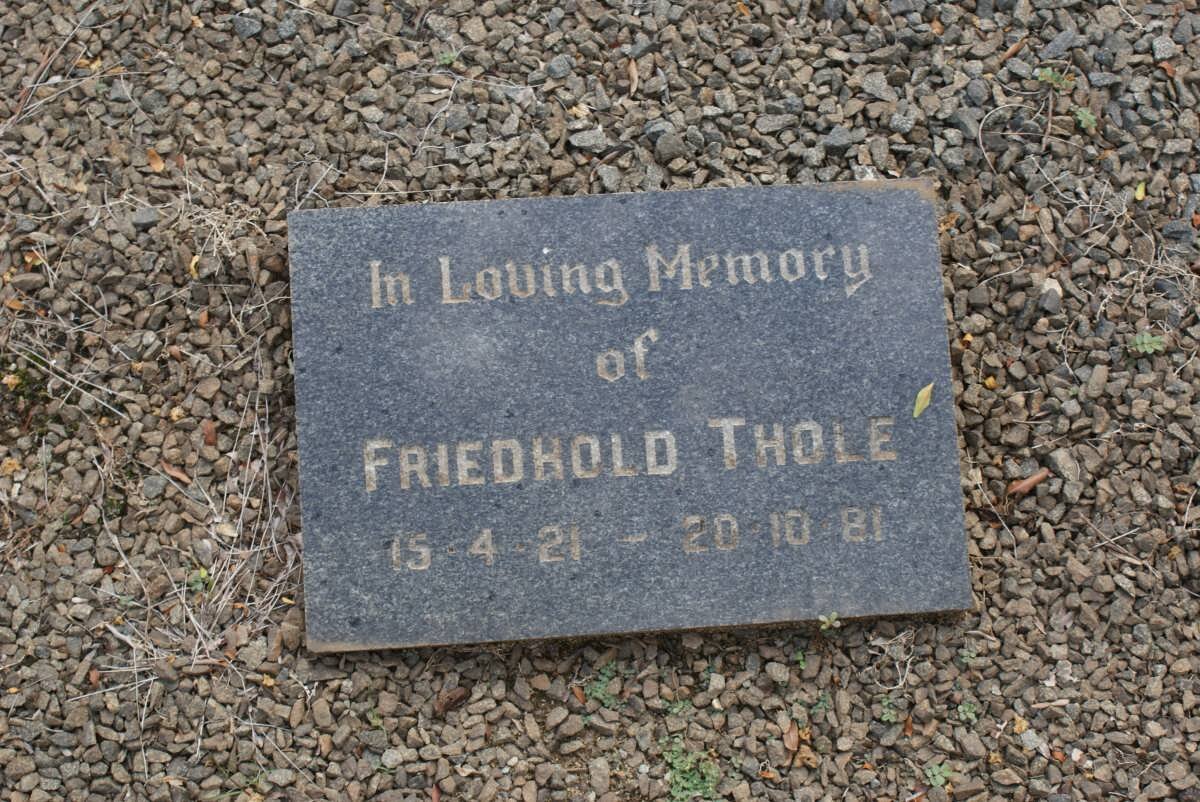 In Loving Memory
of
FRIEDHOLD THOLE
15·4·21 – 20·10·81